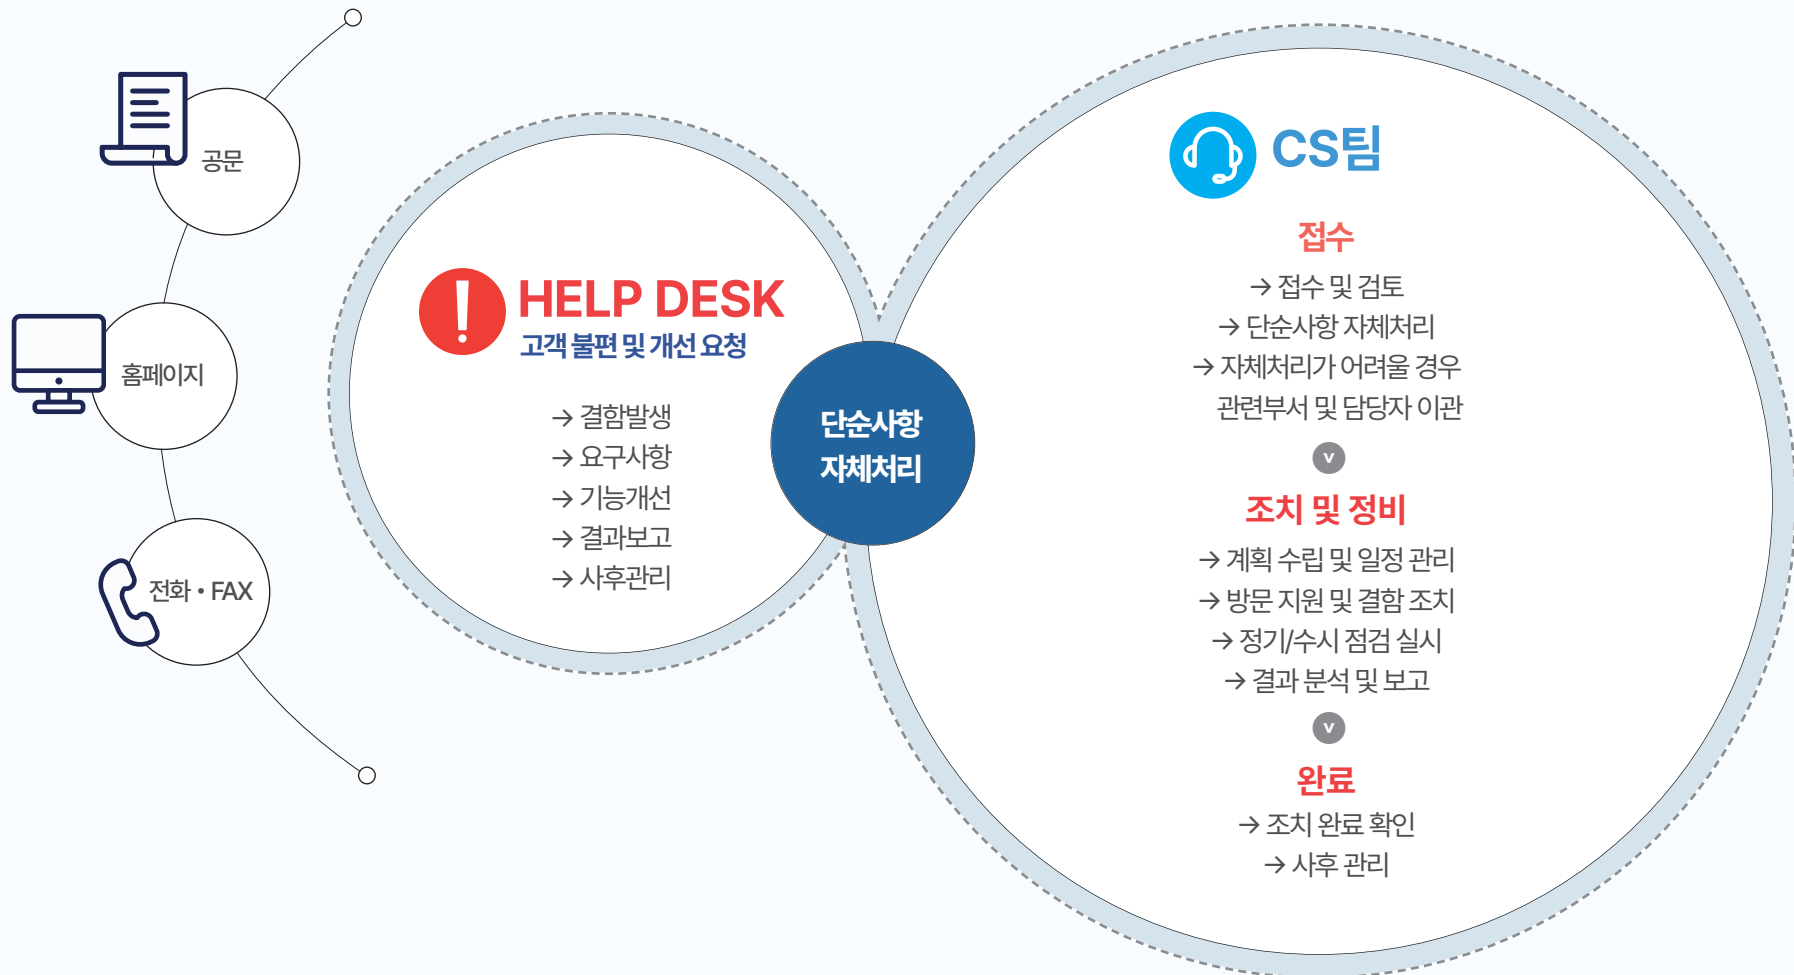 공문
홈페이지
전화 • FAX
HELP DESK
고객 불편 및 개선 요청
→ 결함발생
→ 요구사항
→ 기능개선
→ 결과보고
→ 사후관리
단순사항
자체처리
CS팀
접수
→ 접수 및 검토
→ 단순사항 자체처리
→ 자체처리가 어려울 경우
관련부서 및 담당자 이관
v
조치 및 정비
→ 계획 수립 및 일정 관리
→ 방문 지원 및 결함 조치
→ 정기/수시 점검 실시
→ 결과 분석 및 보고
v
완료
→ 조치 완료 확인
→ 사후 관리